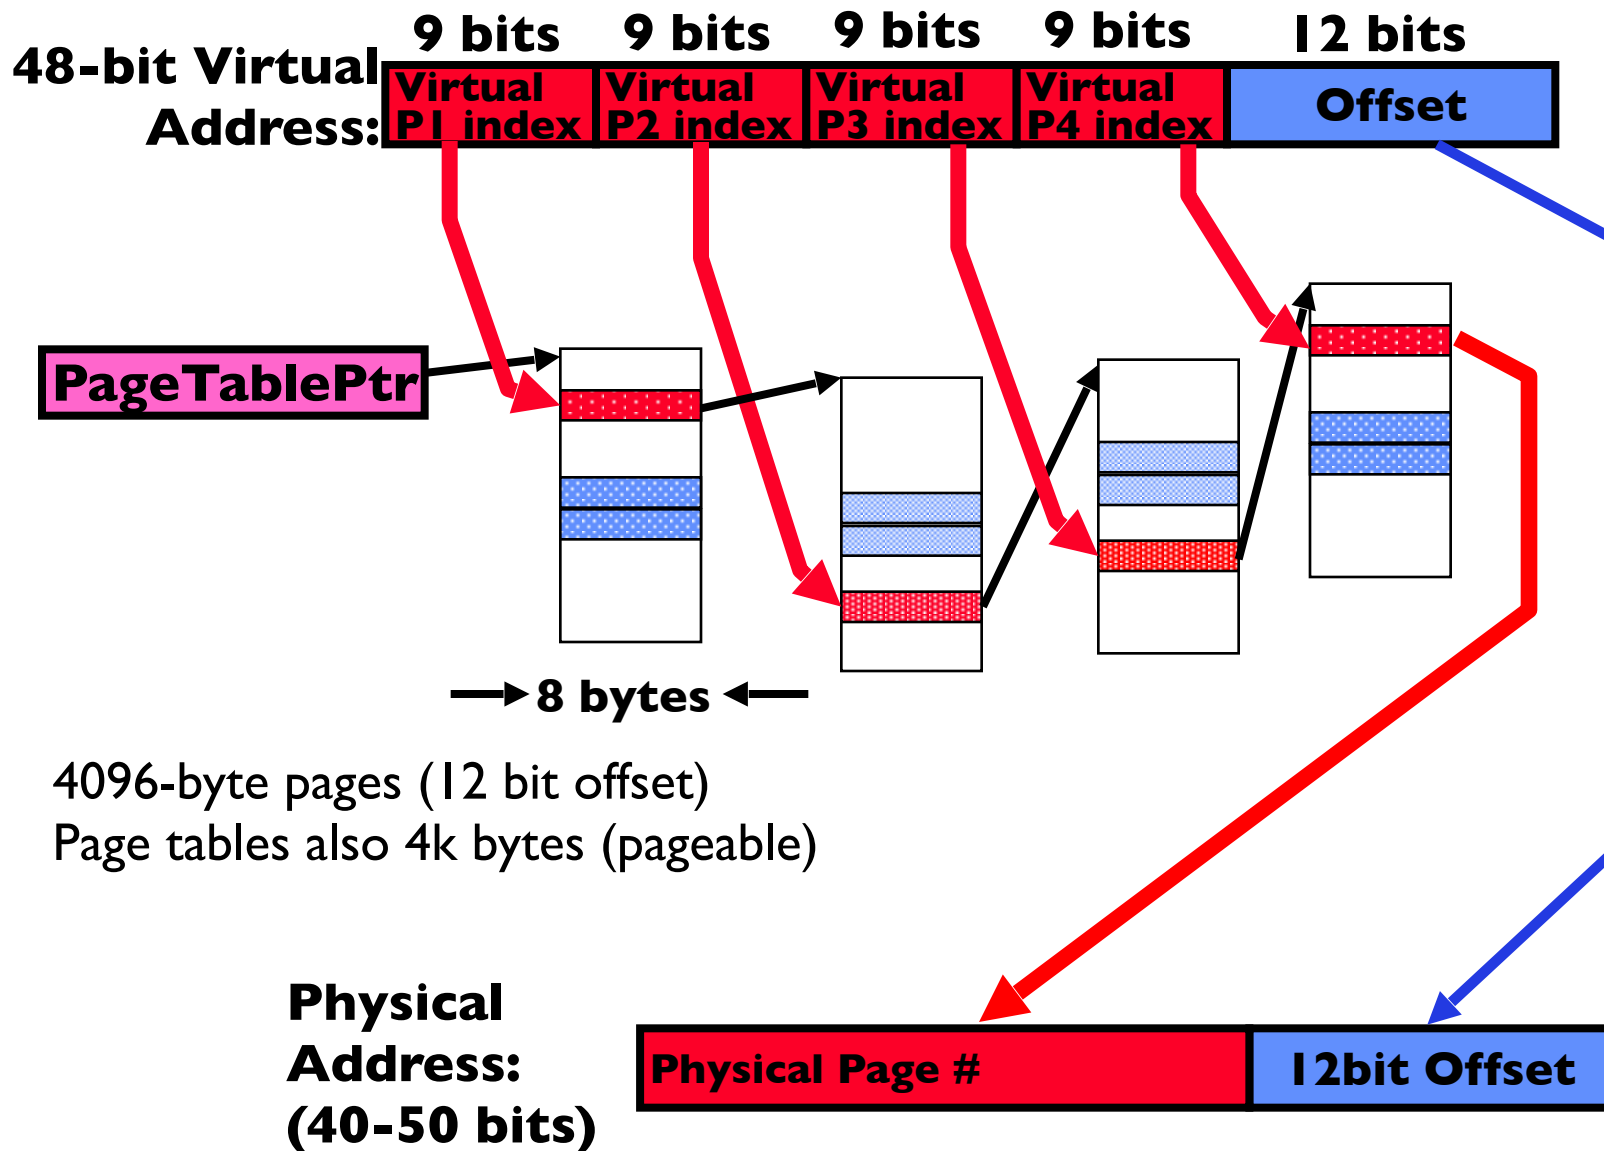 9 bits 9 bits 9 bits 9 bits 12 bits
48-bit Virtual
Address:
Virtual
P1 index
Virtual
P2 index
Virtual
P3 index
Virtual
P4 index
Offset
PageTablePtr
8 bytes
4096-byte pages (12 bit offset)
Page tables also 4k bytes (pageable)
Physical
Address:
(40-50 bits)
Physical Page #
12bit Offset